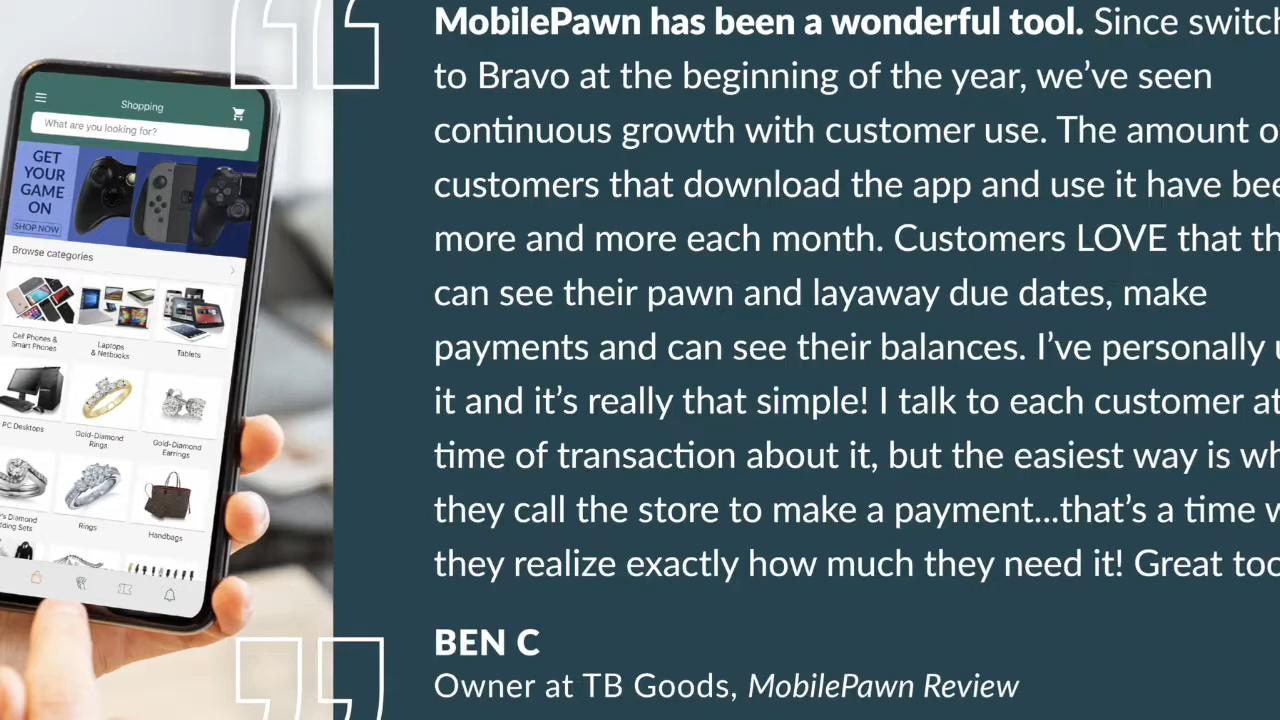 Shopping
What are you looking for?
GET
YOUR
GAME
ON
SHOP NOW
Browse categories
Cell Phones &
Smart Phones
Laptops
& Netbooks
Tablets
PC Desktops
Gold-Diamond
Rings
Gold-Diamond
Earrings
Diamond
Sets
Rings
Handbags
MobilePawn has been a wonderful tool. Since switch
to Bravo at the beginning of the year, we’ve seen
continuous growth with customer use. The amount o
customers that download the app and use it have bee
more and more each month. Customers LOVE that th
can see their pawn and layaway due dates, make
payments and can see their balances. I’ve personally u
it and it’s really that simple! I talk to each customer at
time of transaction about it, but the easiest way is wh
they call the store to make a payment...that’s a time w
they realize exactly how much they need it! Great too
BEN C
Owner at TB Goods, MobilePawn Review